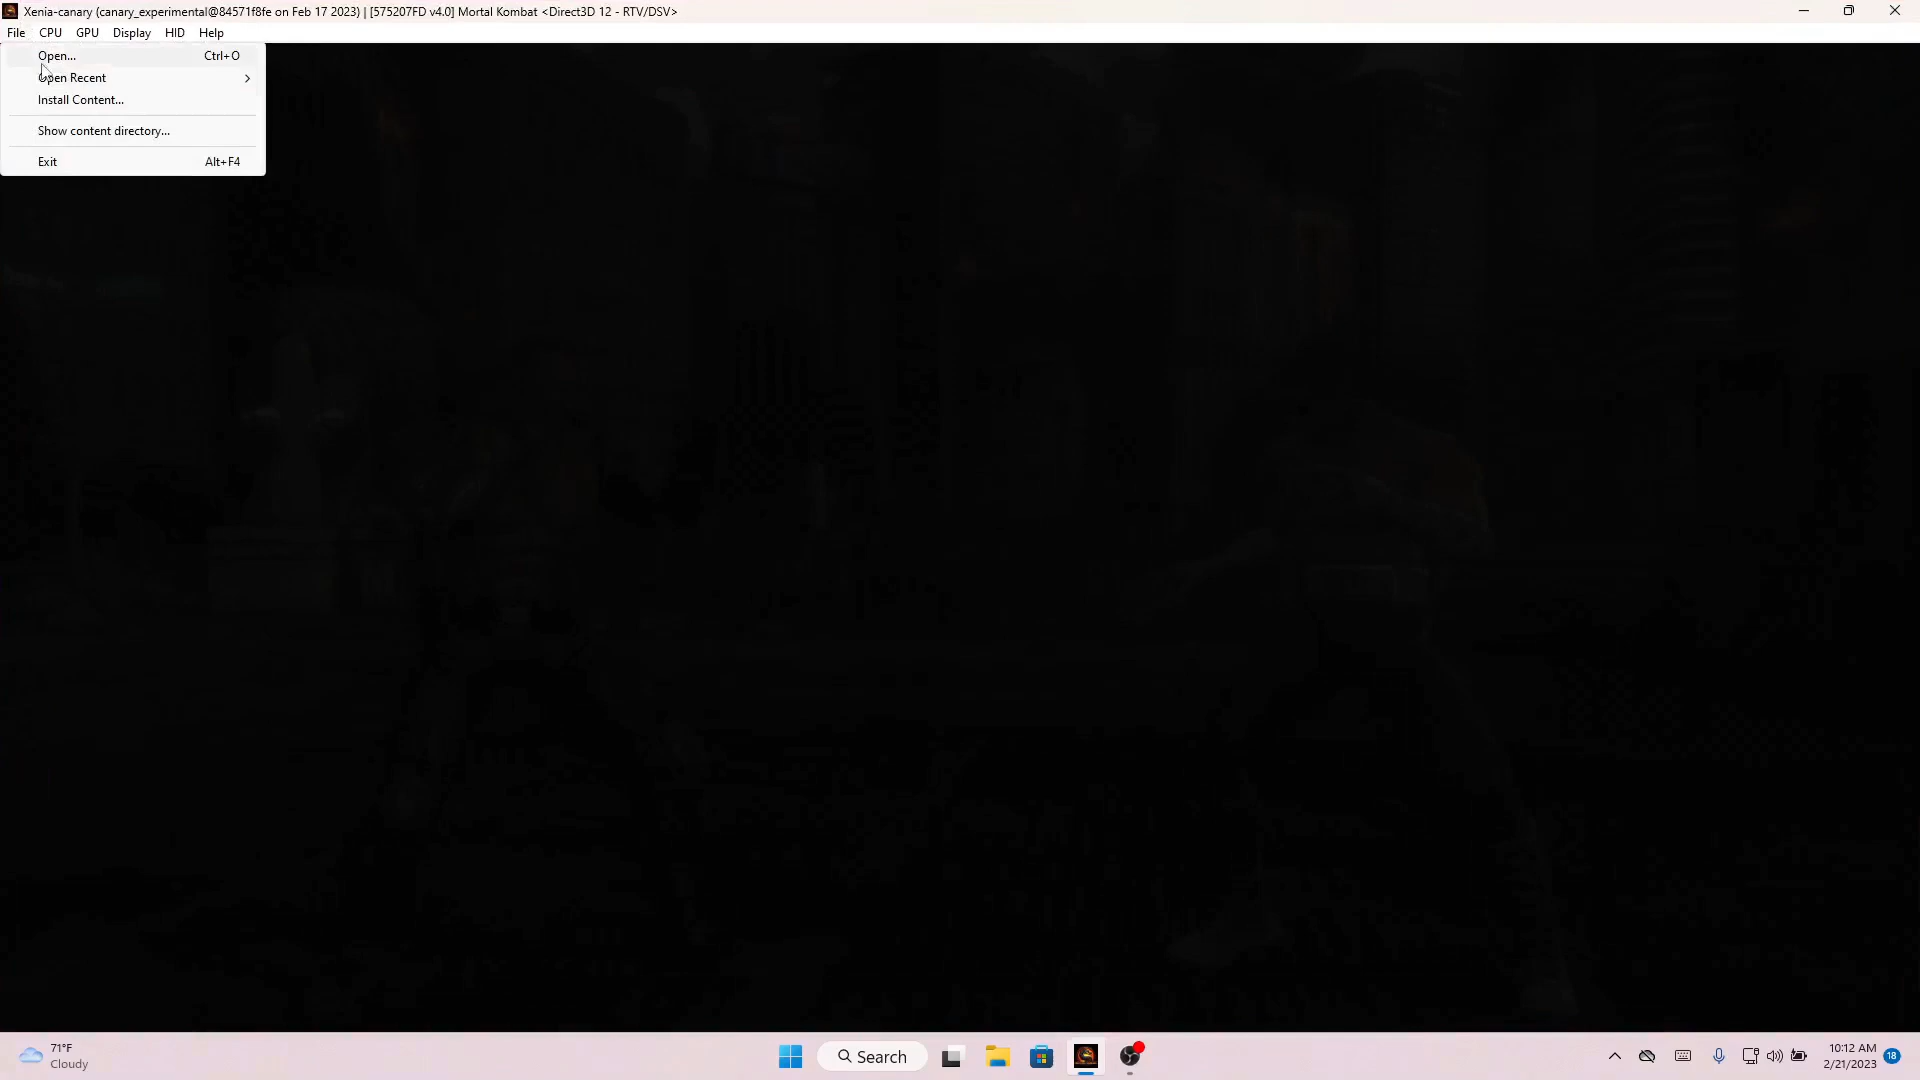 Xenia-canary (canary_experimental@84571f8fe on Feb 17 2023) | [575207FD v4.0] Mortal Kombat <Direct3D 12 - RTV/DSV>
File CPU GPU Display HID Help
Open... Ctrl+O
Open Recent
Install Content...
Show content directory...
Exit Alt+F4
71°F
Cloudy
Search
10:12 AM
2/21/2023
18